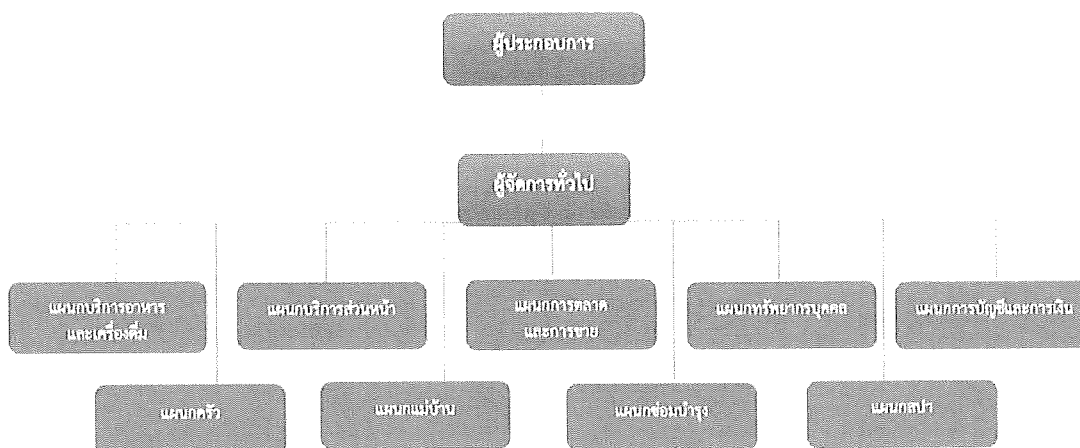 ผู้ประกอบการ
ผู้จัดการทั่วไป
แผนกบริการอาหาร
และเครื่องดื่ม
แผนกบริการส่วนหน้า
แผนกการตลาด
และการขาย
แผนกทรัพยากรบุคคล
แผนกการบัญชีและการเงิน
แผนกครัว
แผนกแม่บ้าน
แผนกซ่อมบำรุง
แผนกสปา